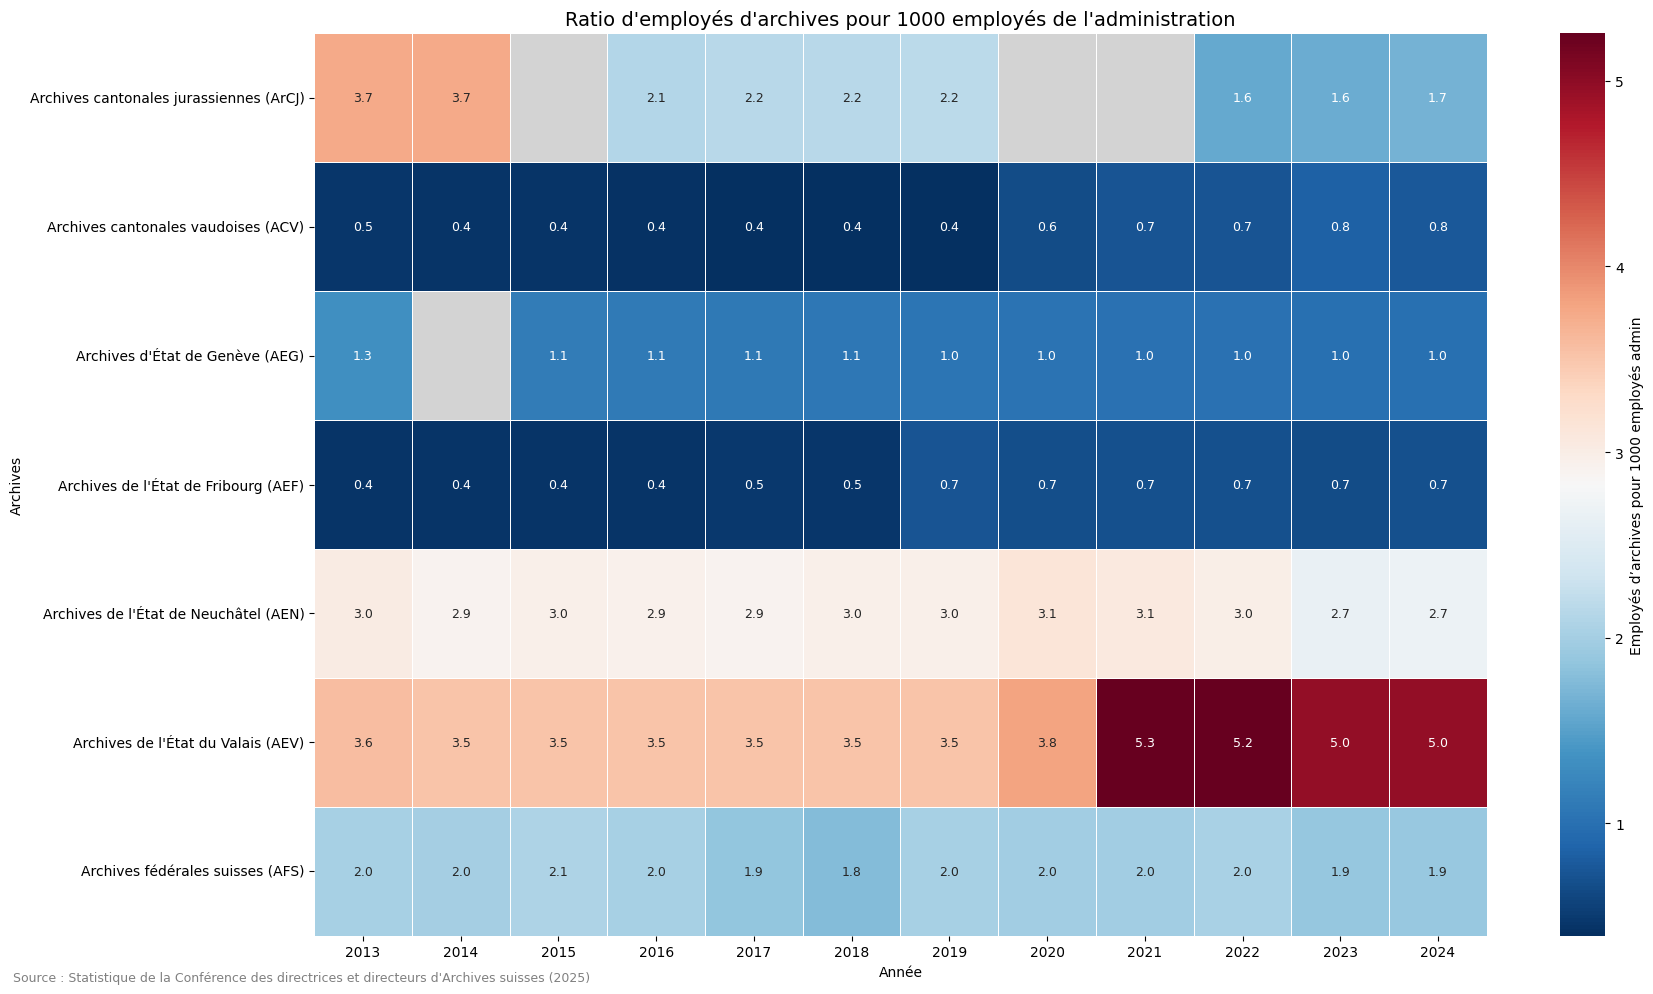 Ratio d'employés d'archives pour 1000 employés de l'administration
Archives cantonales jurassiennes (ArCJ) 3.7 3.7 2.1 2.2 2.2 2.2 1.6 1.6 1.7
Archives cantonales vaudoises (ACV) 0.5 0.4 0.4 0.4 0.4 0.4 0.4 0.6 0.7 0.7 0.8 0.8
Archives d'État de Genève (AEG) 1.3 1.1 1.1 1.1 1.1 1.0 1.0 1.0 1.0 1.0 1.0
Archives de l'État de Fribourg (AEF) 0.4 0.4 0.4 0.4 0.5 0.5 0.7 0.7 0.7 0.7 0.7 0.7
Archives de l'État de Neuchâtel (AEN) 3.0 2.9 3.0 2.9 2.9 3.0 3.0 3.1 3.1 3.0 2.7 2.7
Archives de l'État du Valais (AEV) 3.6 3.5 3.5 3.5 3.5 3.5 3.5 3.8 5.3 5.2 5.0 5.0
Archives fédérales suisses (AFS) 2.0 2.0 2.1 2.0 1.9 1.8 2.0 2.0 2.0 2.0 1.9 1.9
2013 2014 2015 2016 2017 2018 2019 2020 2021 2022 2023 2024
Année
Archives
5
4
3
2
1
Employés d’archives pour 1000 employés admin
Source : Statistique de la Conférence des directrices et directeurs d'Archives suisses (2025)